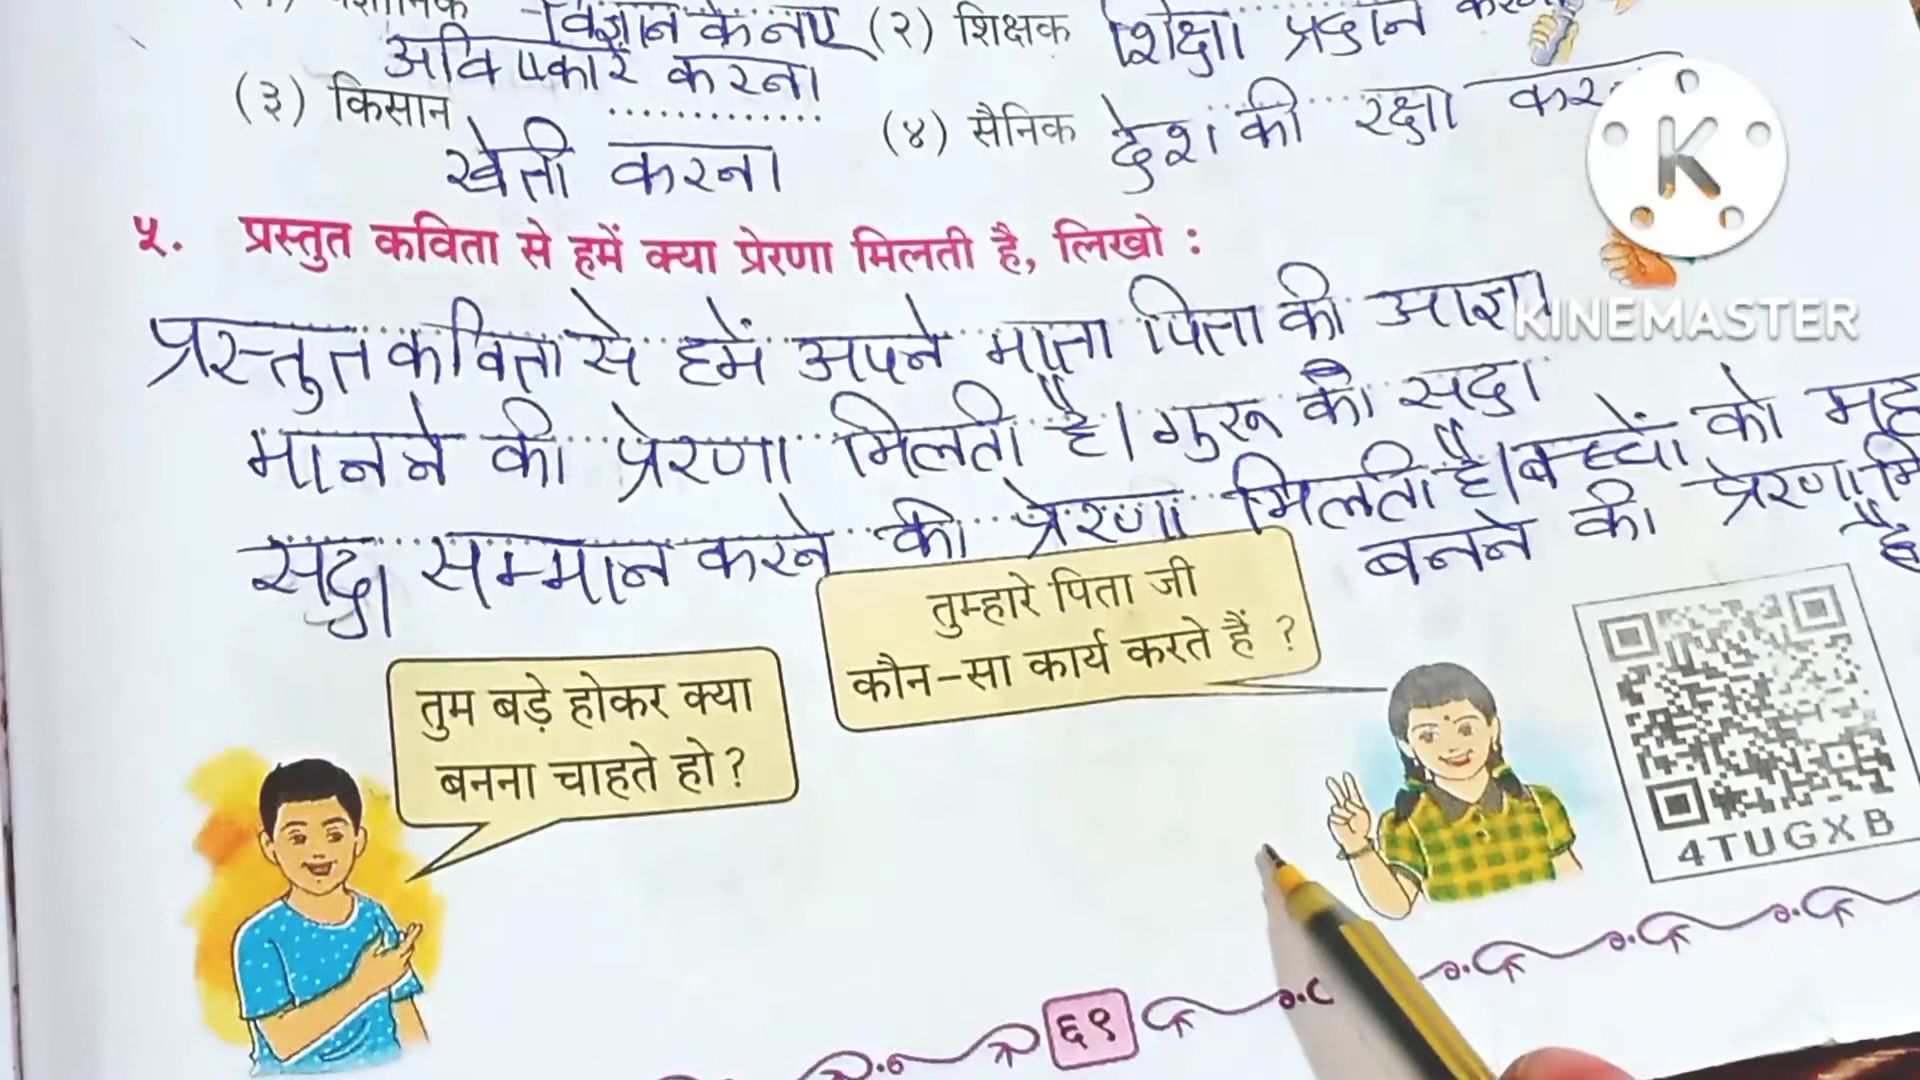 विज्ञान के नए (२) शिक्षक शिक्षा प्रदान
अविष्कार करना
(३) किसान (४) सैनिक देश की रक्षा
खेती करना
५. प्रस्तुत कविता से हमें क्या प्रेरणा मिलती है, लिखो :
प्रस्तुत कविता से हमें अपने माता पिता की आज्ञा
मानने की प्रेरणा मिलती है। गुरू की सदा
सदा सम्मान करने की प्रेरणा मिलती है। बच्चों को
बनने की प्रेरणा
है
तुम्हारे पिता जी
कौन-सा कार्य करते हैं ?
तुम बड़े होकर क्या
बनना चाहते हो ?
4TUGXB
६९
K
KINEMASTER